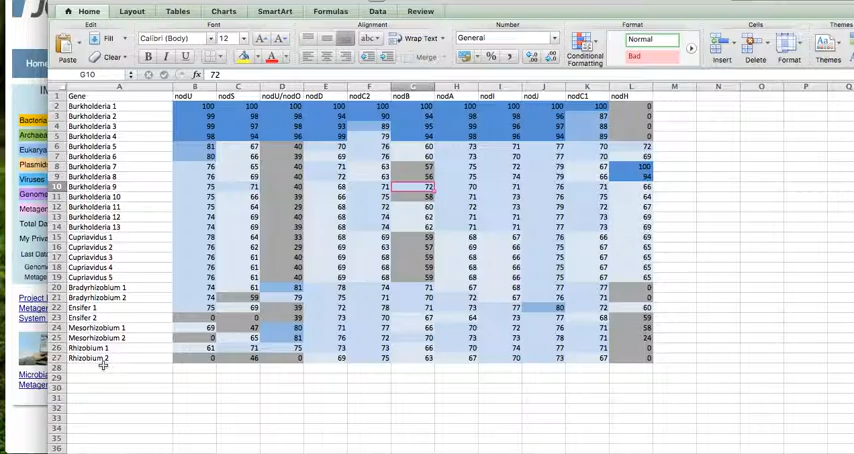 Home Layout Tables Charts SmartArt Formulas Data Review
Edit Font Alignment Number Format Cells Themes
Fill Calibri (Body) 12 A A abc Wrap Text General Normal
Paste Clear B I U A Merge % Conditional Formatting Bad Insert Delete Format Themes Aa
G10 fx 72
A B C D E F G H I J K L M N O P Q
1 Gene nodU nodS nodU/nodO nodD nodC2 nodB nodA nodI nodJ nodC1 nodH
2 Burkholderia 1 100 100 100 100 100 100 100 100 100 100 0
3 Burkholderia 2 99 98 98 94 90 94 98 98 96 87 0
4 Burkholderia 3 99 97 98 93 89 95 99 96 97 88 0
5 Burkholderia 4 98 94 96 99 79 94 98 96 94 89 0
6 Burkholderia 5 81 67 40 70 76 60 73 71 77 70 72
7 Burkholderia 6 80 66 39 69 76 60 73 71 77 70 69
8 Burkholderia 7 76 65 40 71 63 57 75 72 79 67 100
9 Burkholderia 8 76 69 40 72 63 56 75 74 79 66 94
10 Burkholderia 9 75 71 40 68 71 72 70 71 76 71 66
11 Burkholderia 10 75 66 39 66 75 58 71 73 76 75 64
12 Burkholderia 11 75 64 29 68 72 60 72 73 79 72 67
13 Burkholderia 12 74 69 40 68 74 62 71 71 77 73 69
14 Burkholderia 13 74 69 39 68 74 62 71 71 77 73 69
15 Cupriavidus 1 78 64 33 68 69 59 68 67 76 66 69
16 Cupriavidus 2 76 62 29 69 63 57 69 66 75 68 65
17 Cupriavidus 3 76 61 40 69 68 59 68 66 75 67 65
18 Cupriavidus 4 76 61 40 69 68 59 68 66 75 67 65
19 Cupriavidus 5 76 61 40 69 68 59 68 66 75 67 65
20 Bradyrhizobium 1 74 61 81 78 74 71 67 72 77 71 0
21 Bradyrhizobium 2 74 59 79 75 71 70 72 67 76 71 0
22 Ensifer 1 75 69 39 72 78 71 73 77 80 72 60
23 Ensifer 2 0 0 39 73 70 67 64 73 77 68 59
24 Mesorhizobium 1 69 47 80 71 77 66 73 72 76 71 58
25 Mesorhizobium 2 0 65 81 76 72 70 74 73 78 71 24
26 Rhizobium 1 61 71 75 73 73 66 70 74 77 71 0
27 Rhizobium 2 0 46 0 69 75 63 67 70 73 67 0
28
29
30
31
32
33
34
35
36
Home
IM
Bacteria
Archaea
Eukarya
Plasmids
Viruses
Genome
Metagen
Total Da
My Priva
Last Data
Genome
Metage
Project
Metager
System
Microbia
Metager